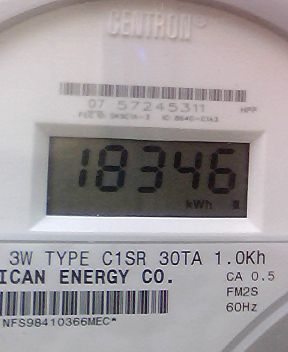 CENTRON®
07 57245311 HPP
18346
kWh
3W TYPE C1SR 30TA 1.0Kh
ICAN ENERGY CO. CA 0.5
FM2S
NFS98410366MEC* 60Hz